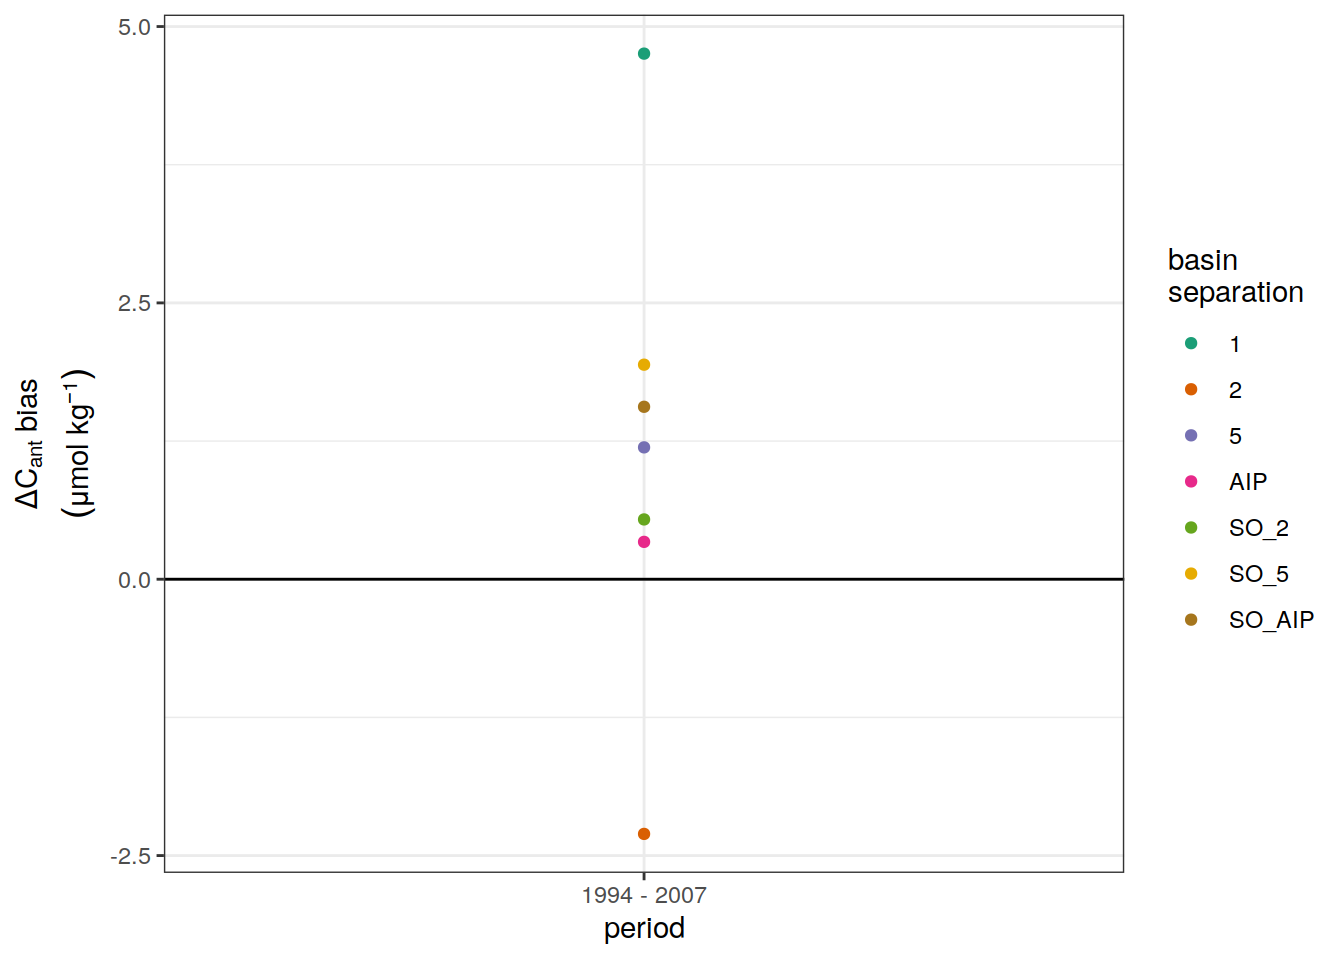 5.0
2.5
0.0
-2.5
ΔCant bias
(μmol kg−1)
1994 - 2007
period
basin
separation
1
2
5
AIP
SO_2
SO_5
SO_AIP